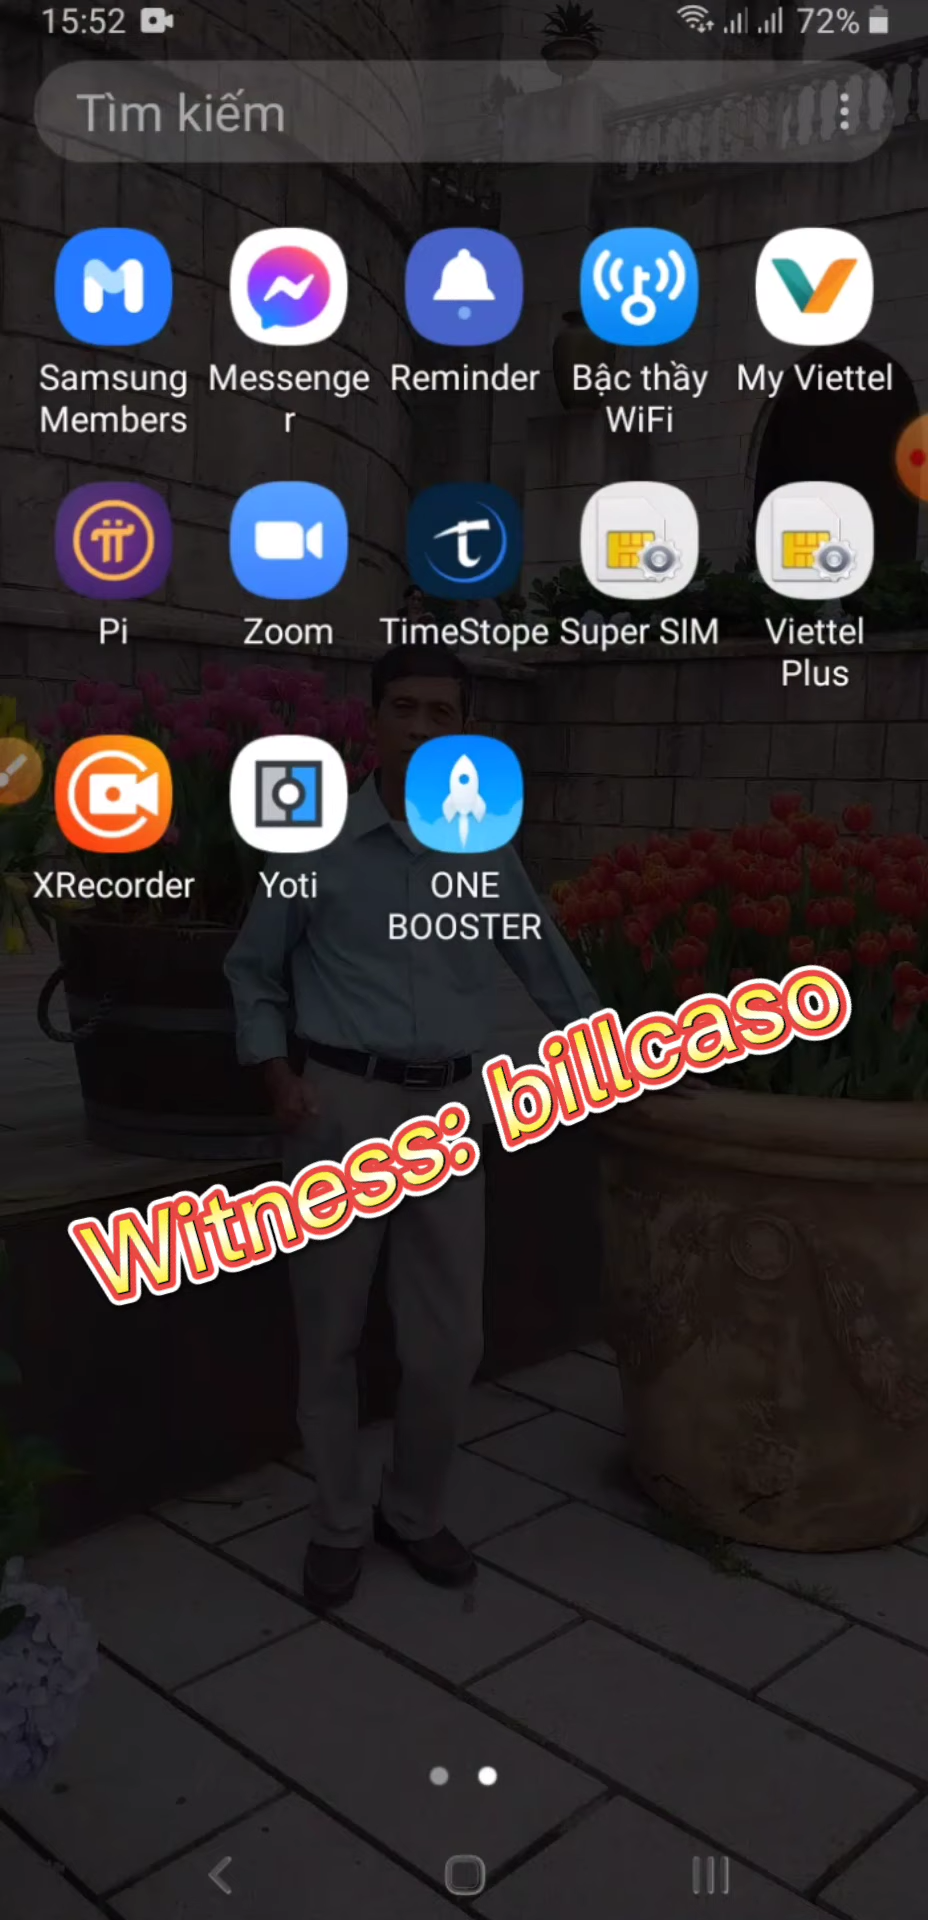 15:52 72%
Tìm kiếm
Samsung Messenge Reminder Bậc thầy My Viettel
Members r WiFi
Pi Zoom TimeStope Super SIM Viettel
Plus
XRecorder Yoti ONE
BOOSTER
Witness: billcaso